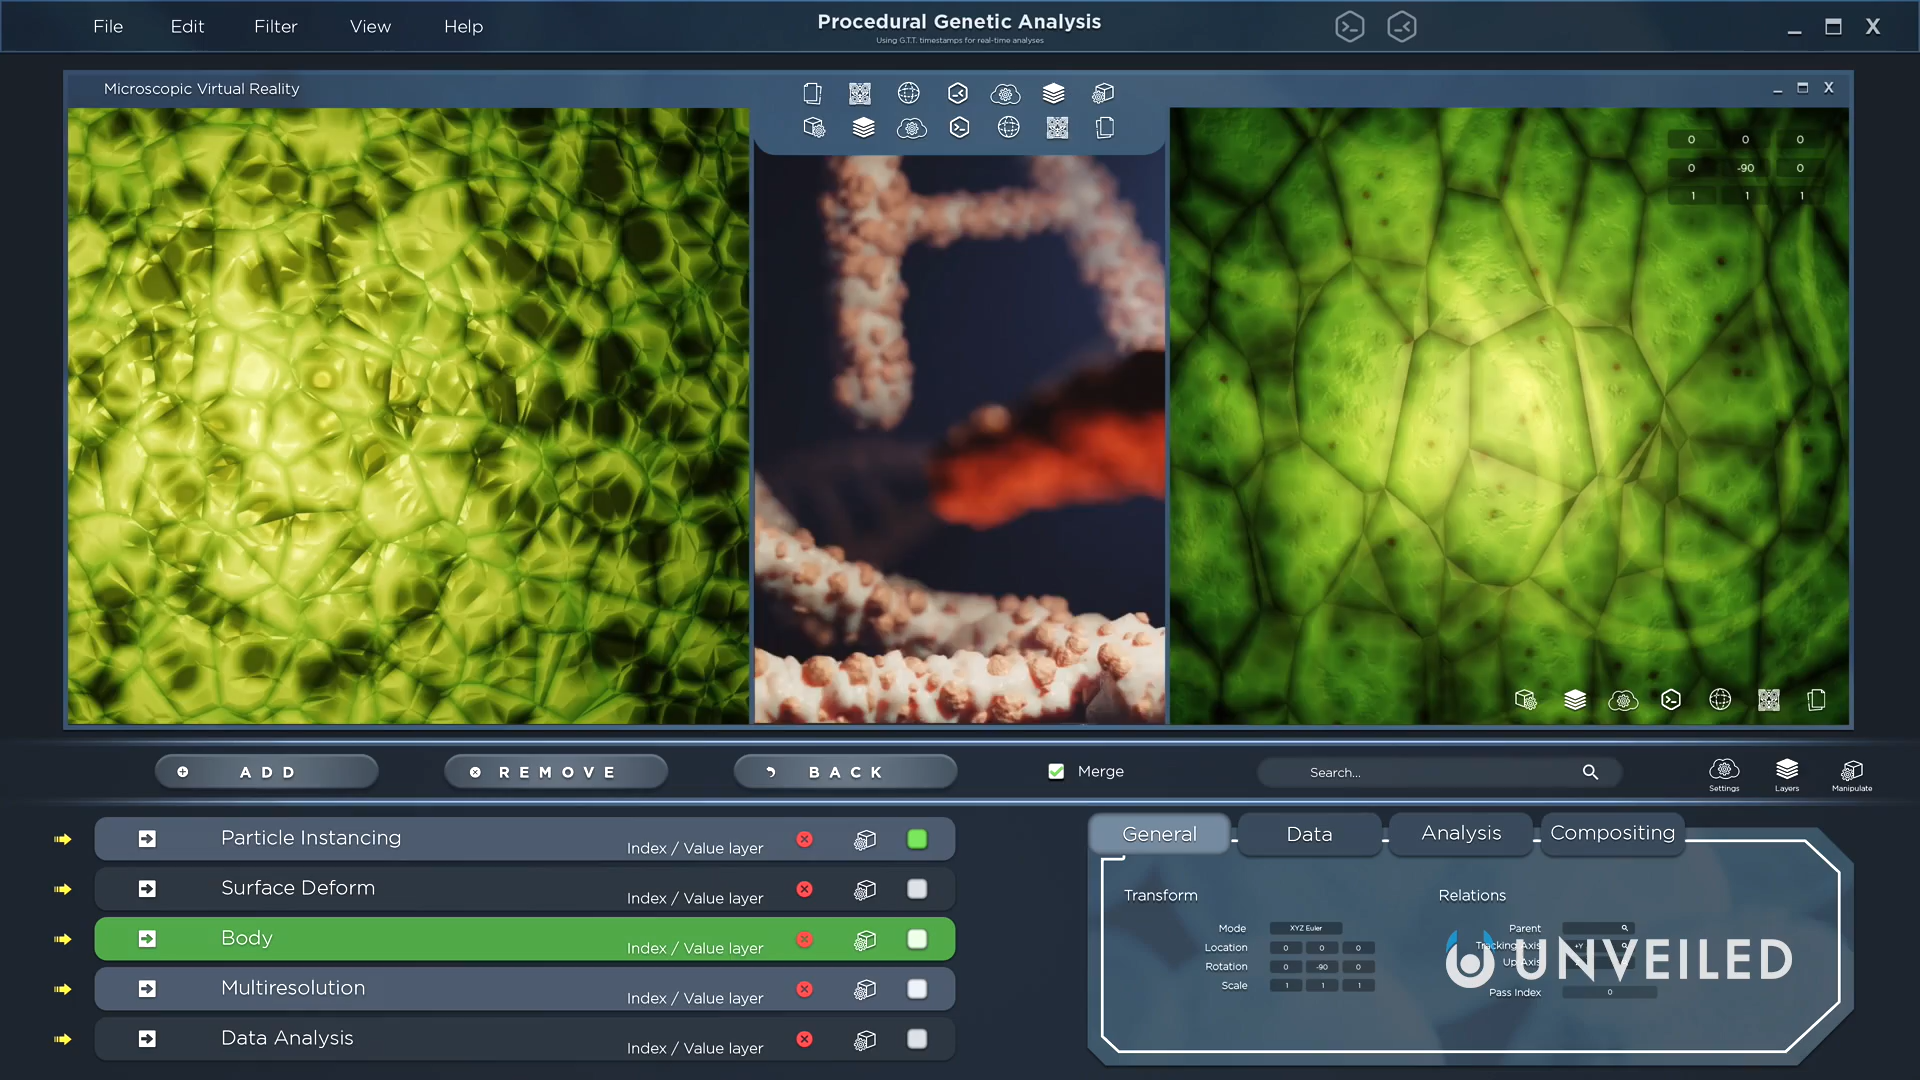 File Edit Filter View Help
Procedural Genetic Analysis
Using G.T.T. timestamps for real-time analyses
X
Microscopic Virtual Reality
X
0 0 0
0 -90 0
1 1 1
ADD REMOVE BACK
Merge
Search...
Settings Layers Manipulate
Particle Instancing Index / Value layer
Surface Deform Index / Value layer
Body Index / Value layer
Multiresolution Index / Value layer
Data Analysis Index / Value layer
General Data Analysis Compositing
Transform
Mode XYZ Euler
Location 0 0 0
Rotation 0 -90 0
Scale 1 1 1
Relations
Parent
Tracking Axis +Y
Up Axis
Pass Index 0
UNVEILED